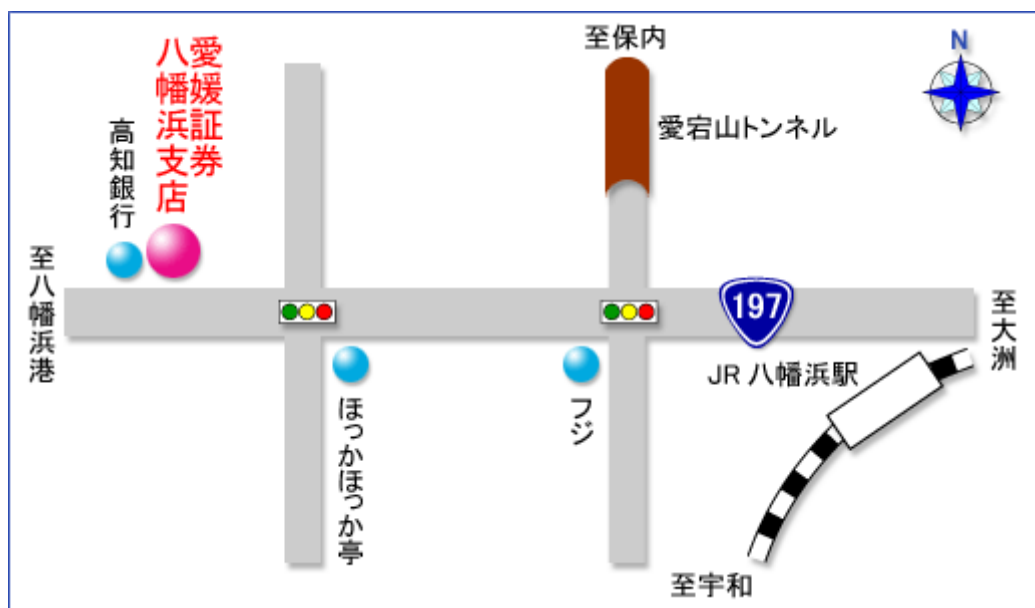 至保内
N
愛媛証券
八幡浜支店
高知銀行
愛宕山トンネル
至八幡浜港
197
至大洲
JR 八幡浜駅
ほっかほっか亭
フジ
至宇和